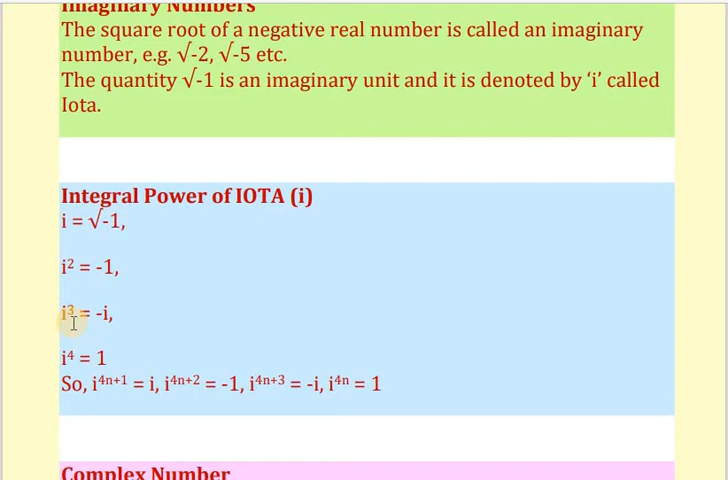 Imaginary Numbers
The square root of a negative real number is called an imaginary
number, e.g. √-2, √-5 etc.
The quantity √-1 is an imaginary unit and it is denoted by ‘i’ called
Iota.
Integral Power of IOTA (i)
i = √-1,
i² = -1,
i³ = -i,
i⁴ = 1
So, i⁴ⁿ⁺¹ = i, i⁴ⁿ⁺² = -1, i⁴ⁿ⁺³ = -i, i⁴ⁿ = 1
Complex Number